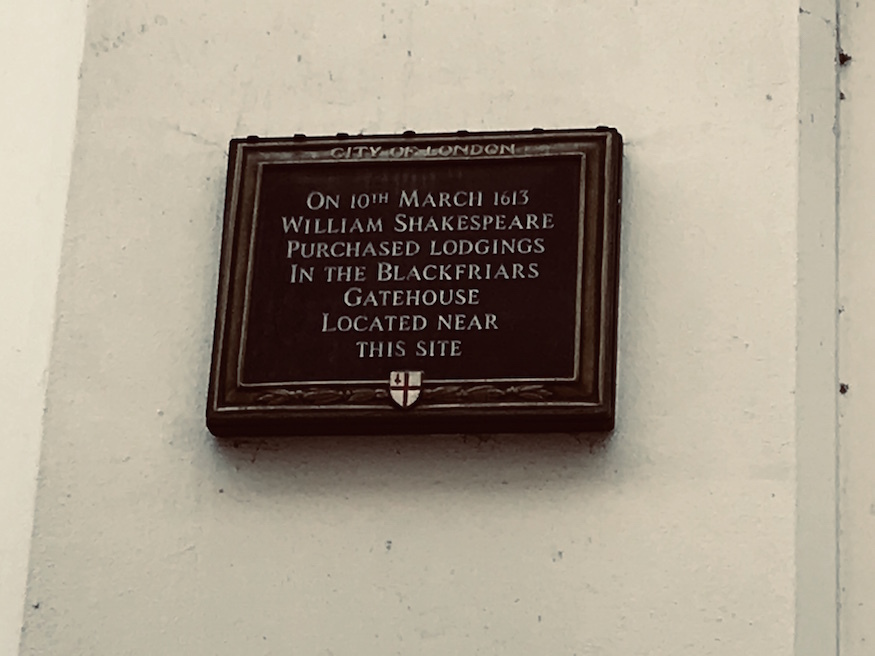 CITY OF LONDON
ON 10TH MARCH 1613
WILLIAM SHAKESPEARE
PURCHASED LODGINGS
IN THE BLACKFRIARS
GATEHOUSE
LOCATED NEAR
THIS SITE